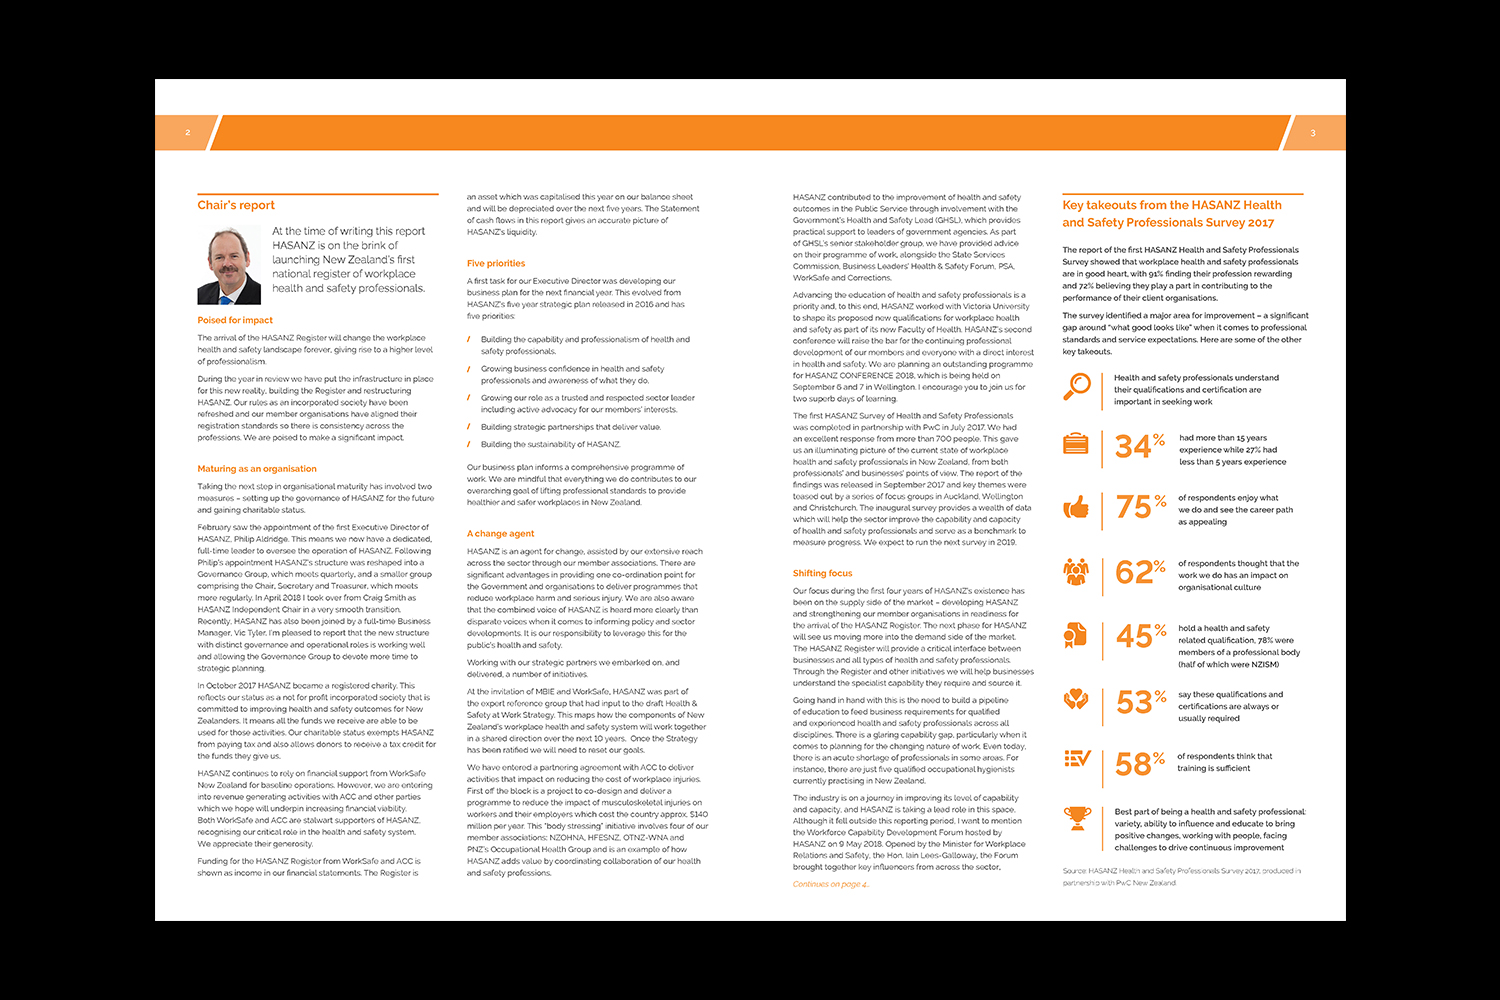 2
3
Chair's report
At the time of writing this report
HASANZ is on the brink of
launching New Zealand's first
national register of workplace
health and safety professionals.
Poised for impact
The arrival of the HASANZ Register will change the workplace
health and safety landscape forever, giving rise to a higher level
of professionalism.
During the year in review we have put the infrastructure in place
for this new reality, building the Register and restructuring
HASANZ. Our rules as an incorporated society have been
refreshed and our member organisations have aligned their
registration standards so there is consistency across the
professions. We are poised to make a significant impact.
Maturing as an organisation
Taking the next step in organisational maturity has involved two
measures – setting up the governance of HASANZ for the future
and gaining charitable status.
February saw the appointment of the first Executive Director of
HASANZ, Philip Aldridge. This means we now have a dedicated,
full-time leader to oversee the operation of HASANZ. Following
Philip's appointment HASANZ's structure was reshaped into a
Governance Group, which meets quarterly, and a smaller group
comprising the Chair, Secretary and Treasurer, which meets
more regularly. In April 2018 I took over from Craig Smith as
HASANZ Independent Chair in a very smooth transition.
Recently, HASANZ has also been joined by a full-time Business
Manager, Vic Tyler. I'm pleased to report that the new structure
with distinct governance and operational roles is working well
and allowing the Governance Group to devote more time to
strategic planning.
In October 2017 HASANZ became a registered charity. This
reflects our status as a not for profit incorporated society that is
committed to improving health and safety outcomes for New
Zealanders. It means all the funds we receive are able to be
used for those activities. Our charitable status exempts HASANZ
from paying tax and also allows donors to receive a tax credit for
the funds they give us.
HASANZ continues to rely on financial support from WorkSafe
New Zealand for baseline operations. However, we are entering
into revenue generating activities with ACC and other parties
which we hope will underpin increasing financial viability.
Both WorkSafe and ACC are stalwart supporters of HASANZ,
recognising our critical role in the health and safety system.
We appreciate their generosity.
Funding for the HASANZ Register from WorkSafe and ACC is
shown as income in our financial statements. The Register is
an asset which was capitalised this year on our balance sheet
and will be depreciated over the next five years. The Statement
of cash flows in this report gives an accurate picture of
HASANZ's liquidity.
Five priorities
A first task for our Executive Director was developing our
business plan for the next financial year. This evolved from
HASANZ's five year strategic plan released in 2016 and has
five priorities:
/ Building the capability and professionalism of health and
safety professionals.
/ Growing business confidence in health and safety
professionals and awareness of what they do.
/ Growing our role as a trusted and respected sector leader
including active advocacy for our members' interests.
/ Building strategic partnerships that deliver value.
/ Building the sustainability of HASANZ.
Our business plan informs a comprehensive programme of
work. We are mindful that everything we do contributes to our
overarching goal of lifting professional standards to provide
healthier and safer workplaces in New Zealand.
A change agent
HASANZ is an agent for change, assisted by our extensive reach
across the sector through our member associations. There are
significant advantages in providing one co-ordination point for
the Government and organisations to deliver programmes that
reduce workplace harm and serious injury. We are also aware
that the combined voice of HASANZ is heard more clearly than
disparate voices when it comes to informing policy and sector
developments. It is our responsibility to leverage this for the
public's health and safety.
Working with our strategic partners we embarked on, and
delivered, a number of initiatives.
At the invitation of MBIE and WorkSafe, HASANZ was part of
the expert reference group that had input to the draft Health &
Safety at Work Strategy. This maps how the components of New
Zealand's workplace health and safety system will work together
in a shared direction over the next 10 years. Once the Strategy
has been ratified we will need to reset our goals.
We have entered a partnering agreement with ACC to deliver
activities that impact on reducing the cost of workplace injuries.
First off the block is a project to co-design and deliver a
programme to reduce the impact of musculoskeletal injuries on
workers and their employers which cost the country approx. $140
million per year. This "body stressing" initiative involves four of our
member associations: NZOHNA, HFESNZ, OTNZ-WNA and
PNZ's Occupational Health Group and is an example of how
HASANZ adds value by coordinating collaboration of our health
and safety professions.
HASANZ contributed to the improvement of health and safety
outcomes in the Public Service through involvement with the
Government's Health and Safety Lead (GHSL), which provides
practical support to leaders of government agencies. As part
of GHSL's senior stakeholder group, we have provided advice
on their programme of work, alongside the State Services
Commission, Business Leaders' Health & Safety Forum, PSA,
WorkSafe and Corrections.
Advancing the education of health and safety professionals is a
priority and, to this end, HASANZ worked with Victoria University
to shape its proposed new qualifications for workplace health
and safety as part of its new Faculty of Health. HASANZ's second
conference will raise the bar for the continuing professional
development of our members and everyone with a direct interest
in health and safety. We are planning an outstanding programme
for HASANZ CONFERENCE 2018, which is being held on
September 6 and 7 in Wellington. I encourage you to join us for
two superb days of learning.
The first HASANZ Survey of Health and Safety Professionals
was completed in partnership with PwC in July 2017. We had
an excellent response from more than 700 people. This gave
us an illuminating picture of the current state of workplace
health and safety professionals in New Zealand, from both
professionals' and businesses' points of view. The report of the
findings was released in September 2017 and key themes were
teased out by a series of focus groups in Auckland, Wellington
and Christchurch. The inaugural survey provides a wealth of data
which will help the sector improve the capability and capacity
of health and safety professionals and serve as a benchmark to
measure progress. We expect to run the next survey in 2019.
Shifting focus
Our focus during the first four years of HASANZ's existence has
been on the supply side of the market – developing HASANZ
and strengthening our member organisations in readiness for
the arrival of the HASANZ Register. The next phase for HASANZ
will see us moving more into the demand side of the market.
The HASANZ Register will provide a critical interface between
businesses and all types of health and safety professionals.
Through the Register and other initiatives we will help businesses
understand the specialist capability they require and source it.
Going hand in hand with this is the need to build a pipeline
of education to feed business requirements for qualified
and experienced health and safety professionals across all
disciplines. There is a glaring capability gap, particularly when it
comes to planning for the changing nature of work. Even today,
there is an acute shortage of professionals in some areas. For
instance, there are just five qualified occupational hygienists
currently practising in New Zealand.
The industry is on a journey in improving its level of capability
and capacity, and HASANZ is taking a lead role in this space.
Although it fell outside this reporting period, I want to mention
the Workforce Capability Development Forum hosted by
HASANZ on 9 May 2018. Opened by the Minister for Workplace
Relations and Safety, the Hon. Iain Lees-Galloway, the Forum
brought together key influencers from across the sector,
Continues on page 4.
Key takeouts from the HASANZ Health
and Safety Professionals Survey 2017
The report of the first HASANZ Health and Safety Professionals
Survey showed that workplace health and safety professionals
are in good heart, with 91% finding their profession rewarding
and 72% believing they play a part in contributing to the
performance of their client organisations.
The survey identified a major area for improvement – a significant
gap around "what good looks like" when it comes to professional
standards and service expectations. Here are some of the other
key takeouts.
Health and safety professionals understand
their qualifications and certification are
important in seeking work
34%
had more than 15 years
experience while 27% had
less than 5 years experience
75%
of respondents enjoy what
we do and see the career path
as appealing
62%
of respondents thought that the
work we do has an impact on
organisational culture
45%
hold a health and safety
related qualification, 78% were
members of a professional body
(half of which were NZISM)
53%
say these qualifications and
certifications are always or
usually required
58%
of respondents think that
training is sufficient
Best part of being a health and safety professional:
variety, ability to influence and educate to bring
positive changes, working with people, facing
challenges to drive continuous improvement
Source: HASANZ Health and Safety Professionals Survey 2017, produced in
partnership with PwC New Zealand.